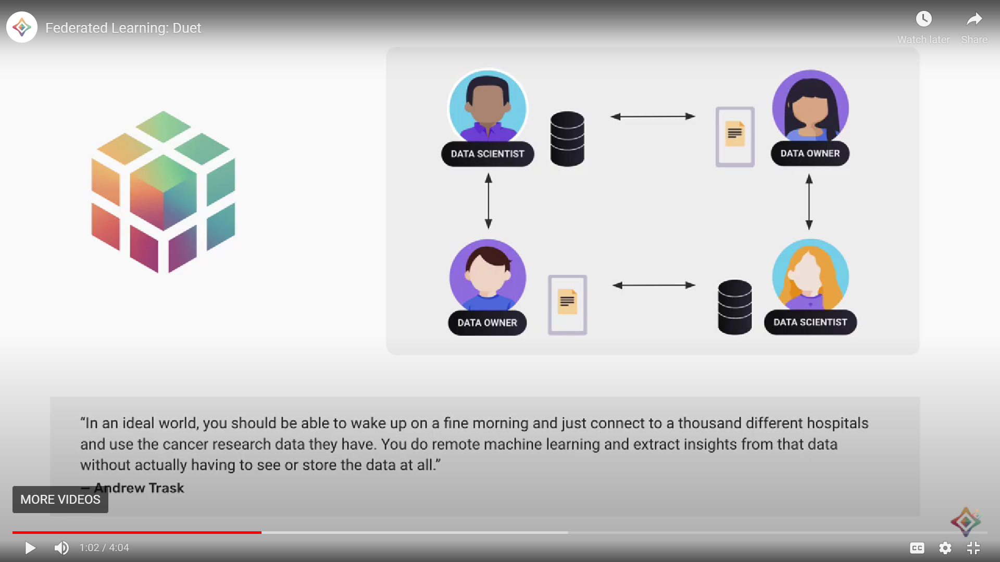 Federated Learning: Duet
Watch later
Share
DATA SCIENTIST
DATA OWNER
DATA OWNER
DATA SCIENTIST
“In an ideal world, you should be able to wake up on a fine morning and just connect to a thousand different hospitals
and use the cancer research data they have. You do remote machine learning and extract insights from that data
without actually having to see or store the data at all.”
– Andrew Trask
MORE VIDEOS
1:02 / 4:04
CC